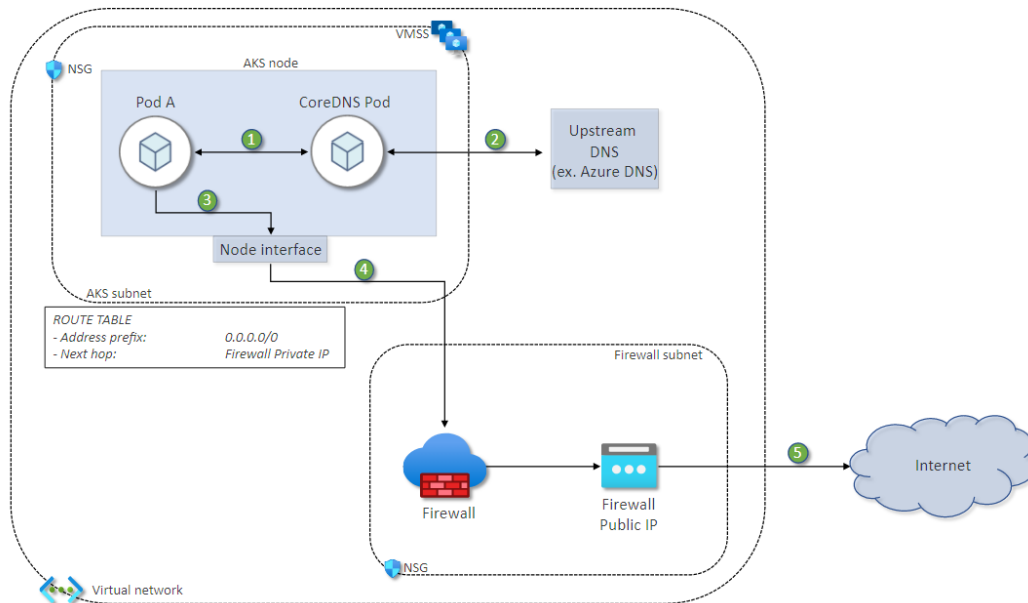 VMSS
NSG
AKS node
Pod A
CoreDNS Pod
1
2
Upstream
DNS
(ex. Azure DNS)
3
Node interface
4
AKS subnet
ROUTE TABLE
- Address prefix: 0.0.0.0/0
- Next hop: Firewall Private IP
Firewall subnet
5
Internet
Firewall
Firewall
Public IP
NSG
Virtual network